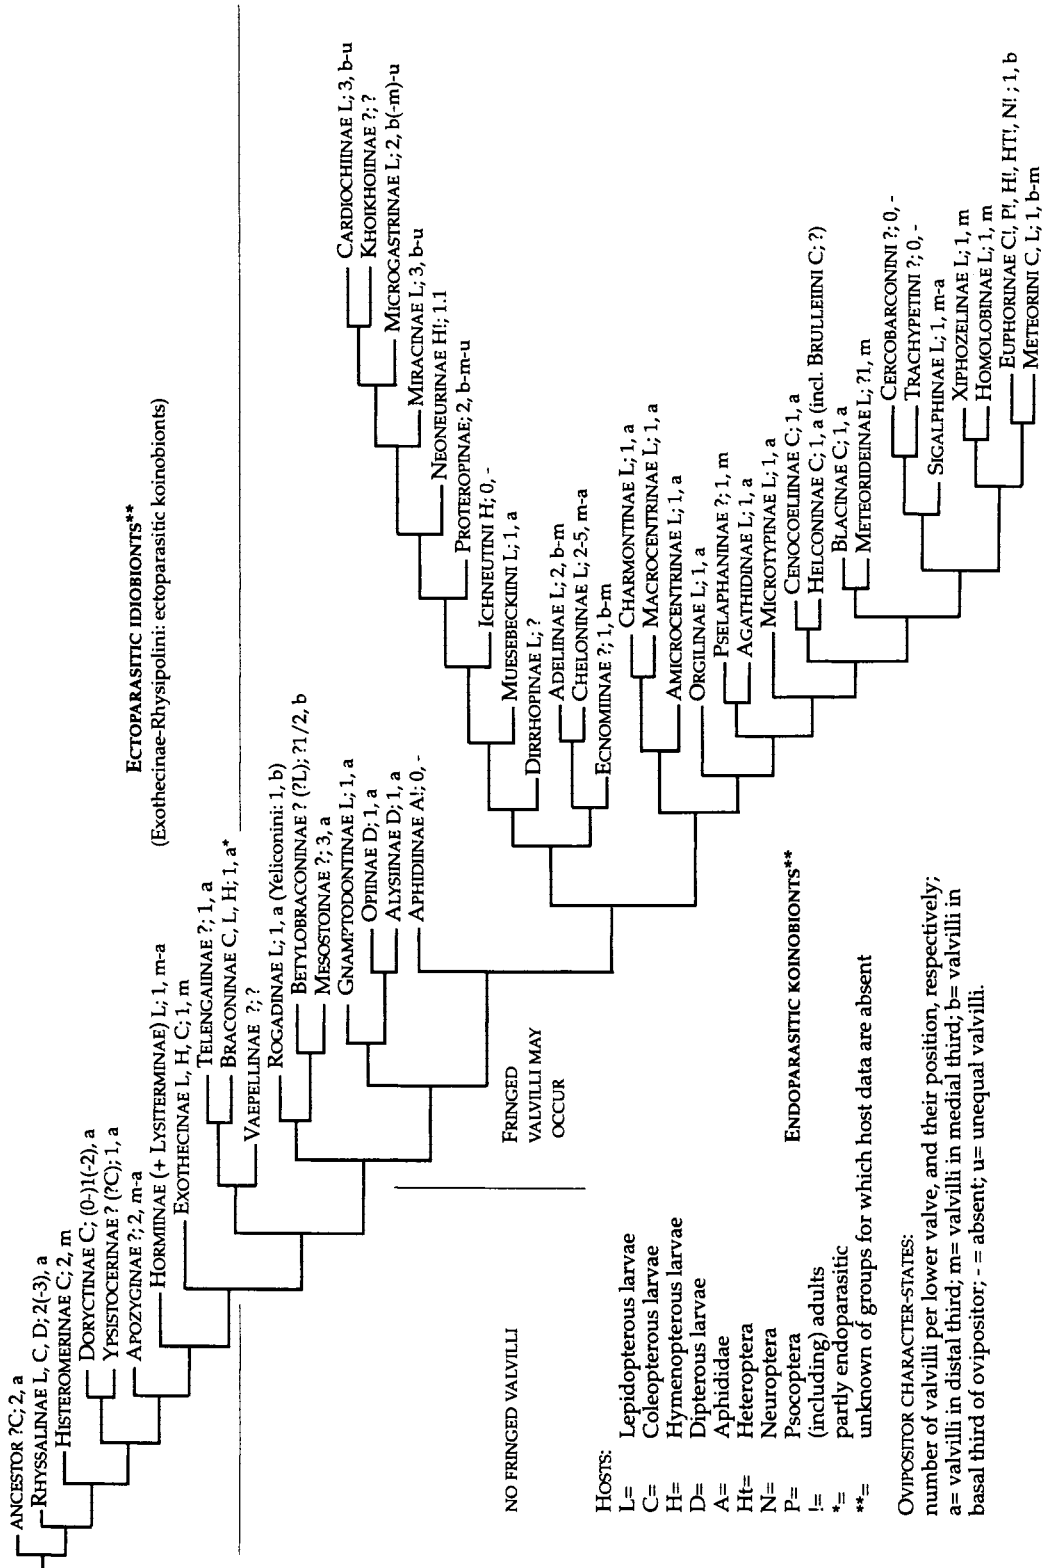 ANCESTOR ?C; 2, a
RHYSSALINAE L, C, D; 2(-3), a
HISTEROMERINAE C; 2, m
DORYCTINAE C; (0-)1(-2), a
YPSISTOCERINAE ? (?C); 1, a
APOZYGINAE ?; 2, m-a
HORMINAE (+ LYSITERMINAE) L; 1, m-a
EXOTHECINAE L, H, C; 1, m
ECTOPARASITIC IDIOBIONTS**
(Exothecinae-Rhysipolini: ectoparasitic koinobionts)
TELENGAIINAE ?; 1, a
BRACONINAE C, L, H; 1, a*
VAEPELLINAE ?; ?
ROGADINAE L; 1, a (Yeliconini: 1, b)
BETYLOBRACONINAE ? (?L); ?1/2, b
MESOSTOINAE ?; 3, a
GNAMPTODONTINAE L; 1, a
OPIINAE D; 1, a
ALYSIINAE D; 1, a
APHIDIINAE A!; 0, -
CARDIOCHIINAE L; 3, b-u
KHOIKHOIINAE ?; ?
MICROGASTRINAE L; 2, b(-m)-u
MIRACINAE L; 3, b-u
NEONEURINAE H!; 1.1
PROTEROPINAE; 2, b-m-u
ICHNEUTINI H; 0, -
MUESEBECKIINI L; 1, a
DIRRHOPINAE L; ?
ADELIINAE L; 2, b-m
CHELONINAE L; 2-5, m-a
ECNOMIINAE ?; 1, b-m
CHARMONTINAE L; 1, a
MACROCENTRINAE L; 1, a
AMICROCENTRINAE L; 1, a
ORGILINAE L; 1, a
PSELAPHANINAE ?; 1, m
AGATHIDINAE L; 1, a
MICROTYPINAE L; 1, a
CENOCOELIINAE C; 1, a
HELCONINAE C; 1, a (incl. BRULLEIINI C; ?)
BLACINAE C; 1, a
METEORIDEINAE L; ?1, m
CERCOBARCONINI ?; 0, -
TRACHYPETINI ?; 0, -
SIGALPHINAE L; 1, m-a
XIPHOZELINAE L; 1, m
HOMOLOBINAE L; 1, m
EUPHORINAE C!, P!, H!, HT!, N! ; 1, b
METEORINI C, L; 1, b-m
NO FRINGED VALVILLI
FRINGED
VALVILLI MAY
OCCUR
ENDOPARASITIC KOINOBIONTS**
HOSTS:
L= Lepidopterous larvae
C= Coleopterous larvae
H= Hymenopterous larvae
D= Dipterous larvae
A= Aphididae
Ht= Heteroptera
N= Neuroptera
P= Psocoptera
!= (including) adults
*= partly endoparasitic
**= unknown of groups for which host data are absent
OVIPOSITOR CHARACTER-STATES:
number of valvilli per lower valve, and their position, respectively;
a= valvilli in distal third; m= valvilli in medial third; b= valvilli in
basal third of ovipositor; - = absent; u= unequal valvilli.